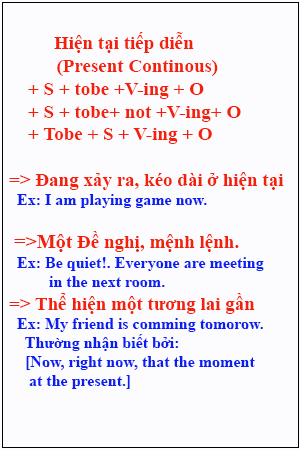 Hiện tại tiếp diễn
(Present Continous)
+ S + tobe +V-ing + O
+ S + tobe+ not +V-ing+ O
+ Tobe + S + V-ing + O
=> Đang xảy ra, kéo dài ở hiện tại
Ex: I am playing game now.
=>Một Đề nghị, mệnh lệnh.
Ex: Be quiet!. Everyone are meeting
in the next room.
=> Thể hiện một tương lai gần
Ex: My friend is comming tomorow.
Thường nhận biết bởi:
[Now, right now, that the moment
at the present.]